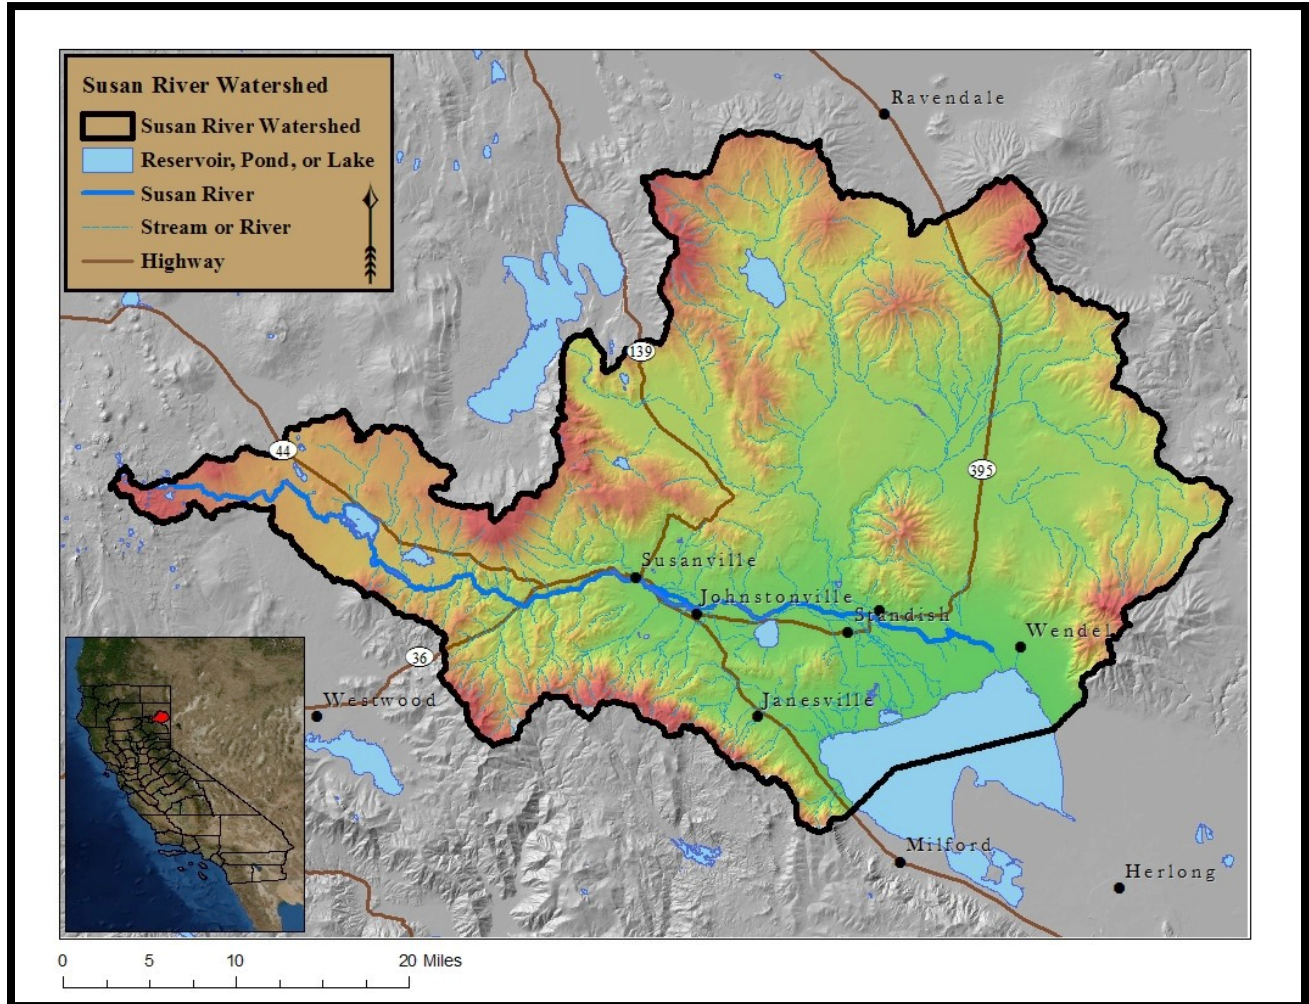 Susan River Watershed
Susan River Watershed
Reservoir, Pond, or Lake
Susan River
Stream or River
Highway
Ravendale
139
44
395
Susanville
Johnstonville
Standish
Wendel
36
Westwood
Janesville
Milford
Herlong
0 5 10 20 Miles